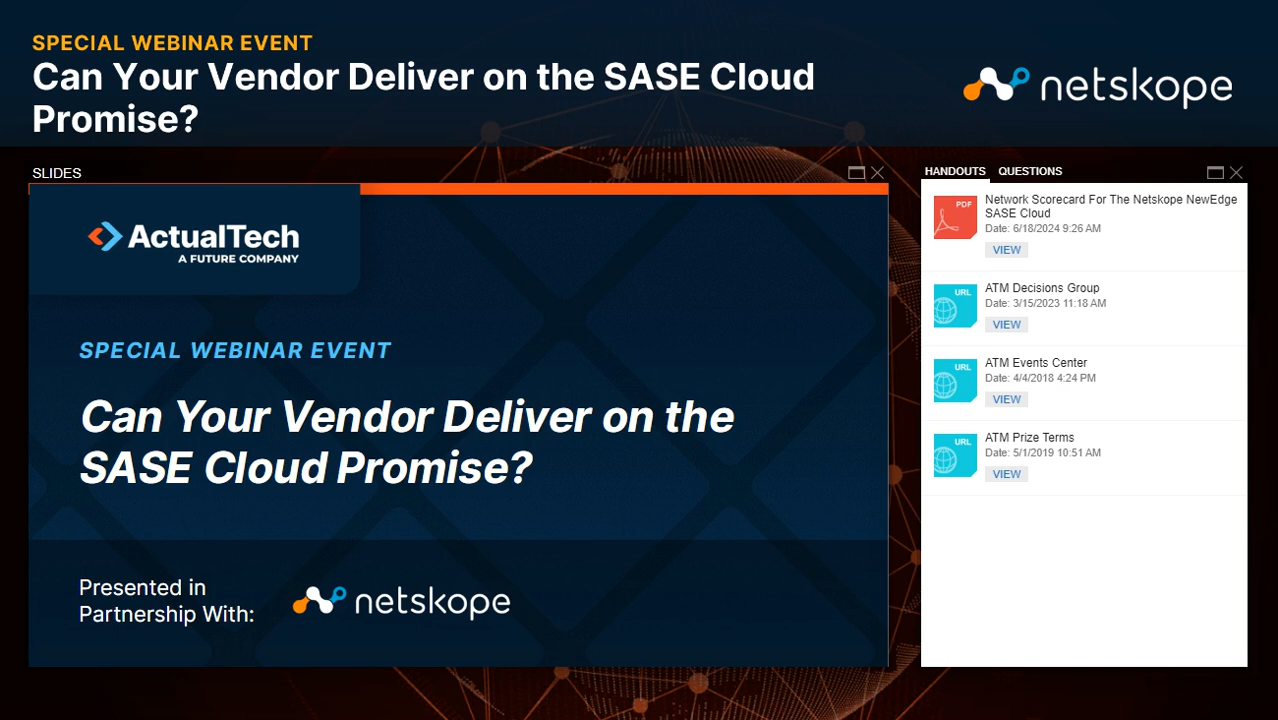 SPECIAL WEBINAR EVENT
Can Your Vendor Deliver on the SASE Cloud
Promise?
netskope
SLIDES
ActualTech
A FUTURE COMPANY
SPECIAL WEBINAR EVENT
Can Your Vendor Deliver on the
SASE Cloud Promise?
Presented in
Partnership With:
netskope
HANDOUTS QUESTIONS
PDF
Network Scorecard For The Netskope NewEdge
SASE Cloud
Date: 6/18/2024 9:26 AM
VIEW
URL
ATM Decisions Group
Date: 3/15/2023 11:18 AM
VIEW
URL
ATM Events Center
Date: 4/4/2018 4:24 PM
VIEW
URL
ATM Prize Terms
Date: 5/1/2019 10:51 AM
VIEW